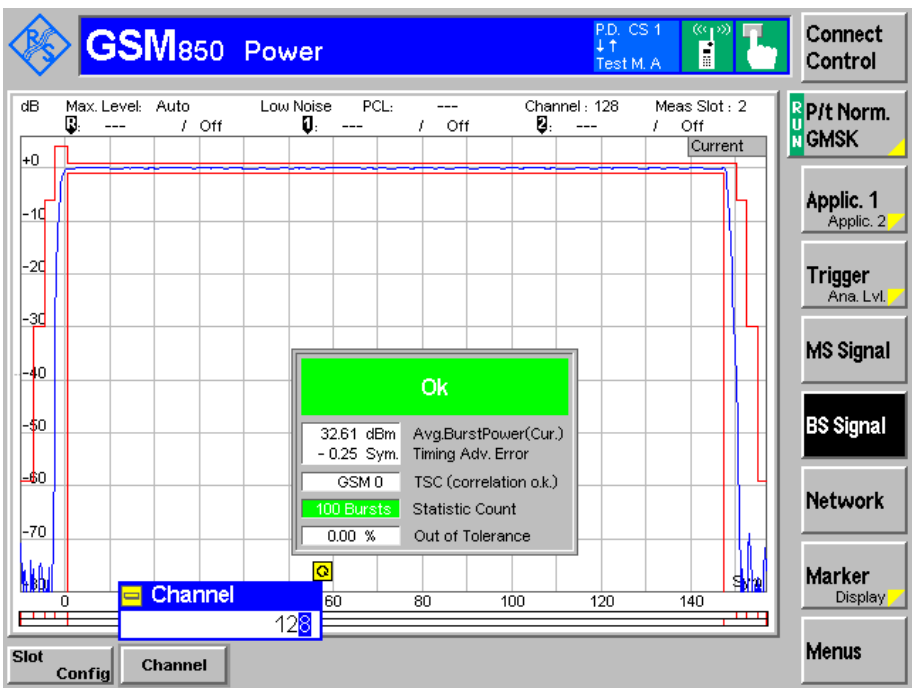 R&S
GSM850 Power
P.D. CS 1
↓↑
Test M. A
Connect
Control
dB Max. Level: Auto Low Noise PCL: --- Channel : 128 Meas Slot : 2
R: --- / Off 1: --- / Off 2: --- / Off
Current
RUN
P/t Norm.
GMSK
+0
-10
-20
-30
-40
-50
-60
-70
Applic. 1
Applic. 2
Trigger
Ana. Lvl.
MS Signal
BS Signal
Network
Marker
Display
Menus
Ok
32.61 dBm Avg.BurstPower(Cur.)
- 0.25 Sym. Timing Adv. Error
GSM 0 TSC (correlation o.k.)
100 Bursts Statistic Count
0.00 % Out of Tolerance
0 60 80 100 120 140
Channel
128
Slot
Config
Channel